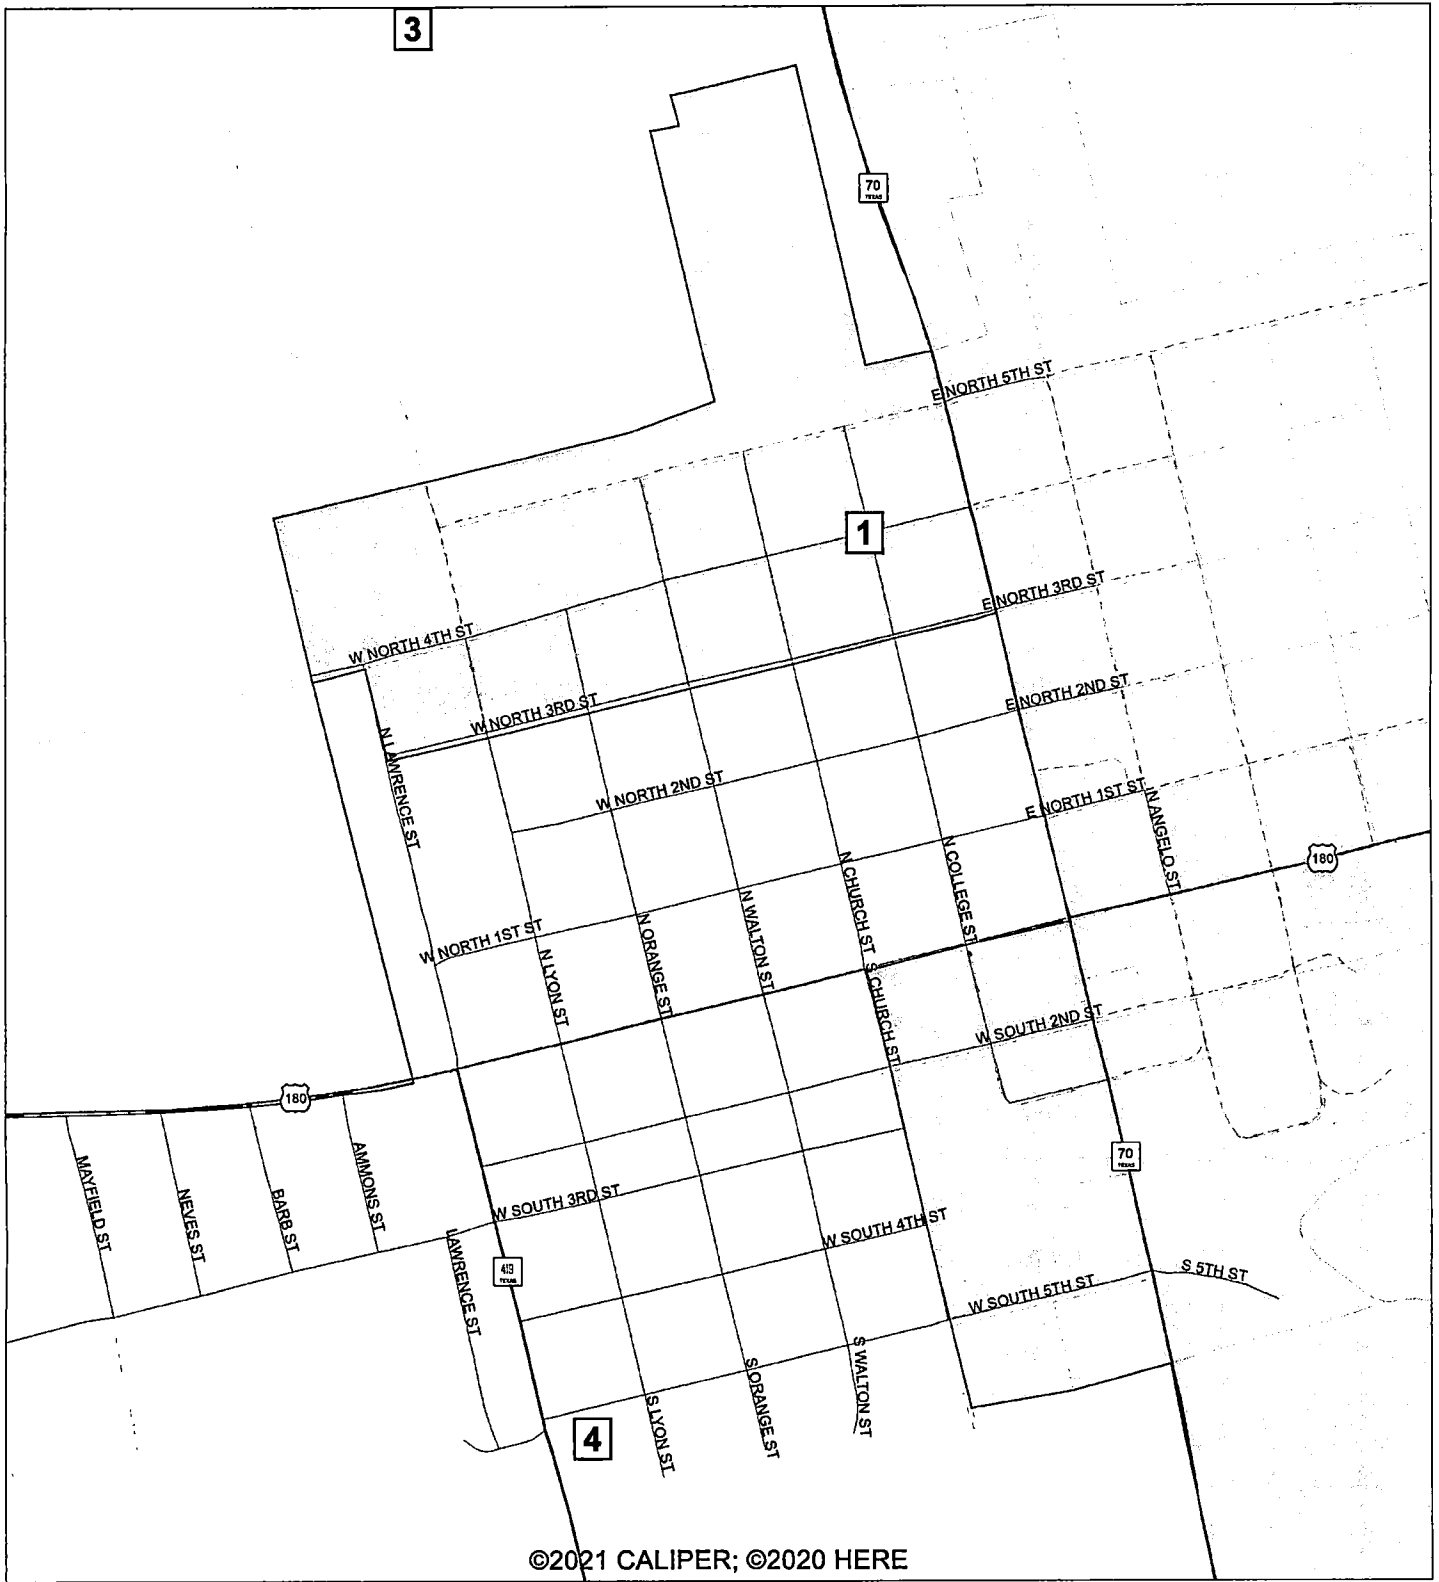 3
70
TEXAS
E NORTH 5TH ST
1
E NORTH 3RD ST
W NORTH 4TH ST
E NORTH 2ND ST
W NORTH 3RD ST
N LAWRENCE ST
W NORTH 2ND ST
E NORTH 1ST ST
N ANGELO ST
180
N COLLEGE ST
N CHURCH ST
N WALTON ST
N ORANGE ST
W NORTH 1ST ST
N LYON ST
S CHURCH ST
W SOUTH 2ND ST
180
70
TEXAS
MAYFIELD ST
NEVES ST
BARB ST
AMMONS ST
W SOUTH 3RD ST
W SOUTH 4TH ST
LAWRENCE ST
419
TEXAS
S 5TH ST
W SOUTH 5TH ST
S WALTON ST
S ORANGE ST
S LYON ST
4
©2021 CALIPER; ©2020 HERE